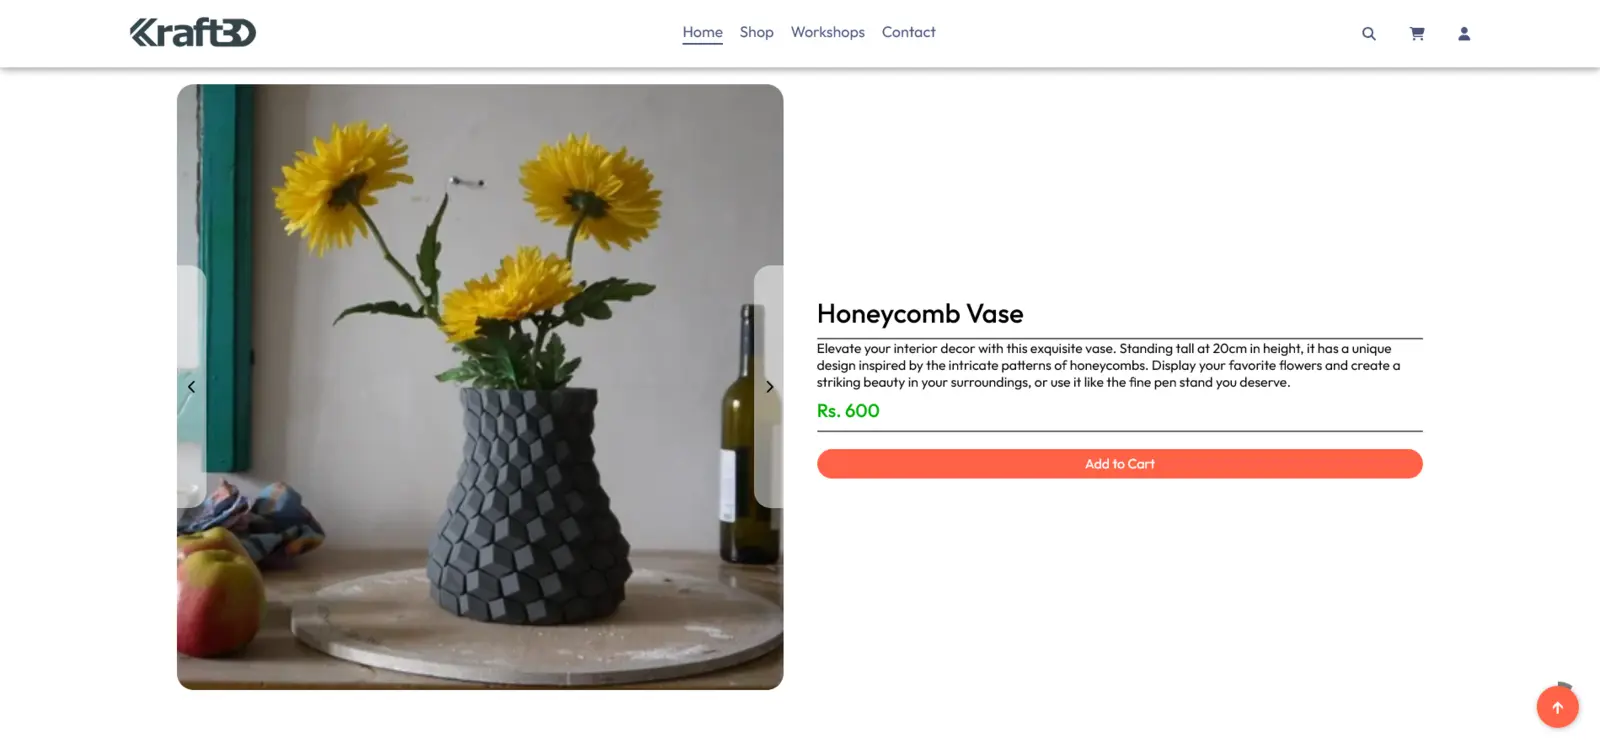 Kraft3D
Home Shop Workshops Contact
Honeycomb Vase
Elevate your interior decor with this exquisite vase. Standing tall at 20cm in height, it has a unique
design inspired by the intricate patterns of honeycombs. Display your favorite flowers and create a
striking beauty in your surroundings, or use it like the fine pen stand you deserve.
Rs. 600
Add to Cart